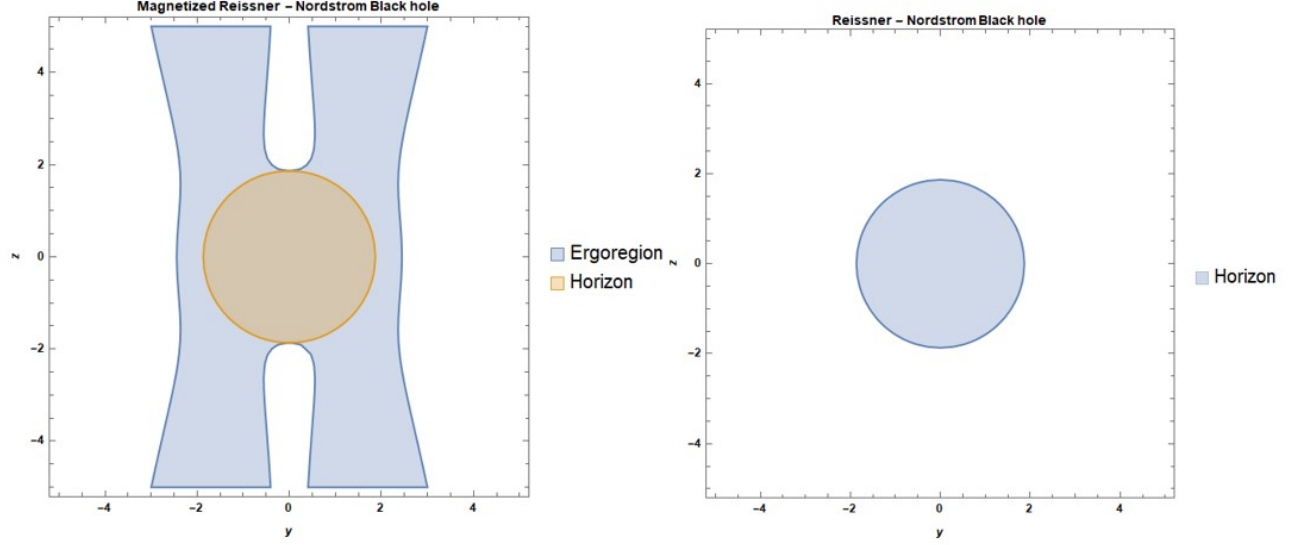 Magnetized Reissner – Nordstrom Black hole
4
2
0
−2
−4
z
−4 −2 0 2 4
y
Ergoregion
Horizon
Reissner – Nordstrom Black hole
4
2
0
−2
−4
z
−4 −2 0 2 4
y
Horizon